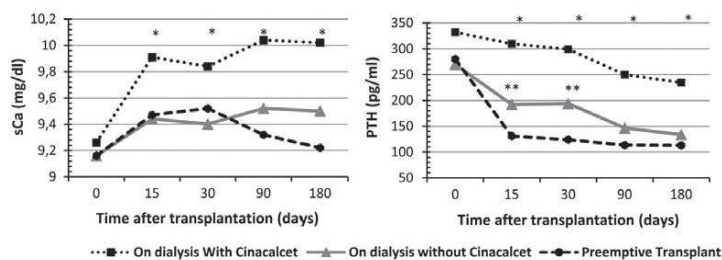 10,2
10
9,8
9,6
9,4
9,2
9
sCa (mg/dl)
* * * *
0 15 30 90 180
Time after transplantation (days)
350
300
250
200
150
100
50
PTH (pg/ml)
* * * *
** **
0 15 30 90 180
Time after transplantation (days)
On dialysis With Cinacalcet On dialysis without Cinacalcet Preemptive Transplant